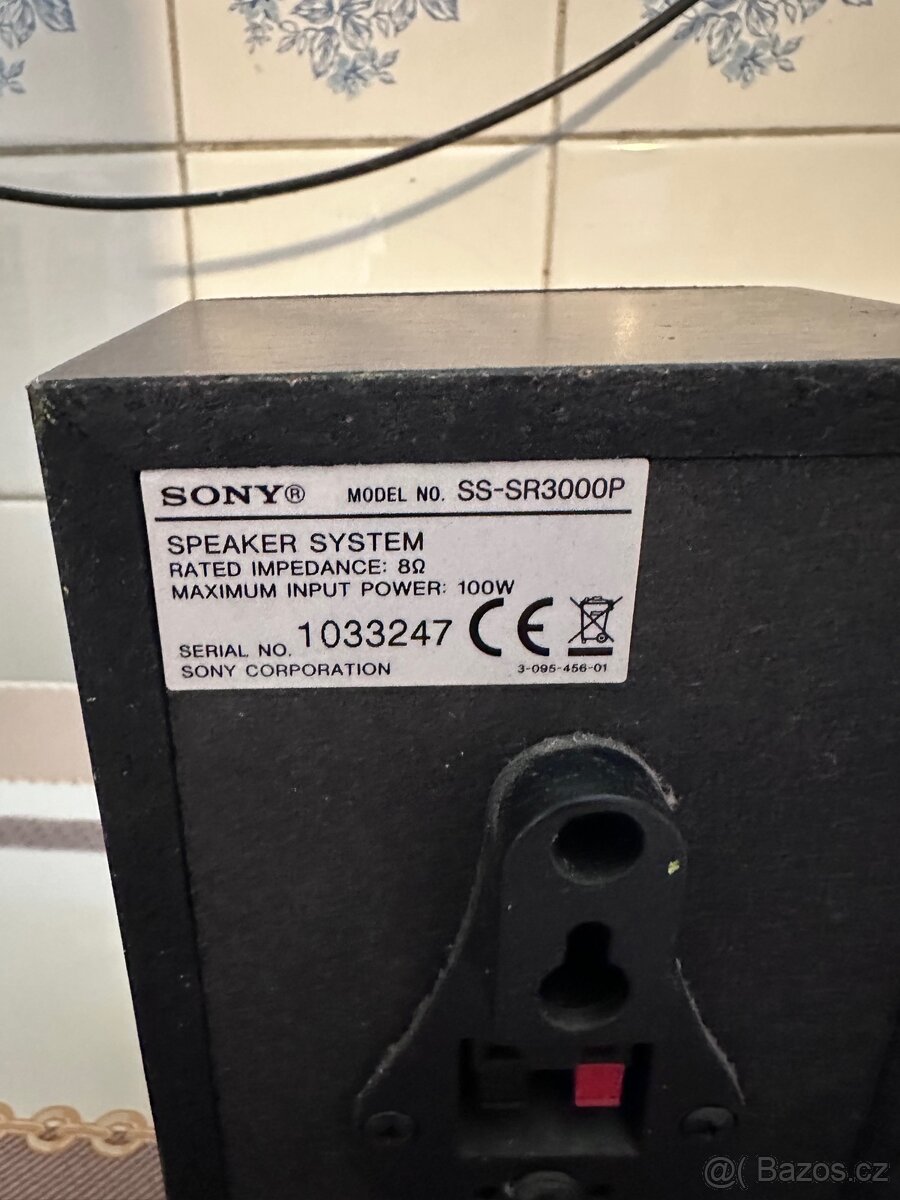 SONY® MODEL NO. SS-SR3000P
SPEAKER SYSTEM
RATED IMPEDANCE: 8Ω
MAXIMUM INPUT POWER: 100W
SERIAL NO. 1033247 CE
SONY CORPORATION 3-095-456-01
@( Bazos.cz